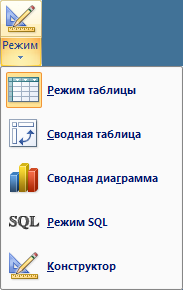 Режим
Режим таблицы
Сводная таблица
Сводная диаграмма
SQL Режим SQL
Конструктор